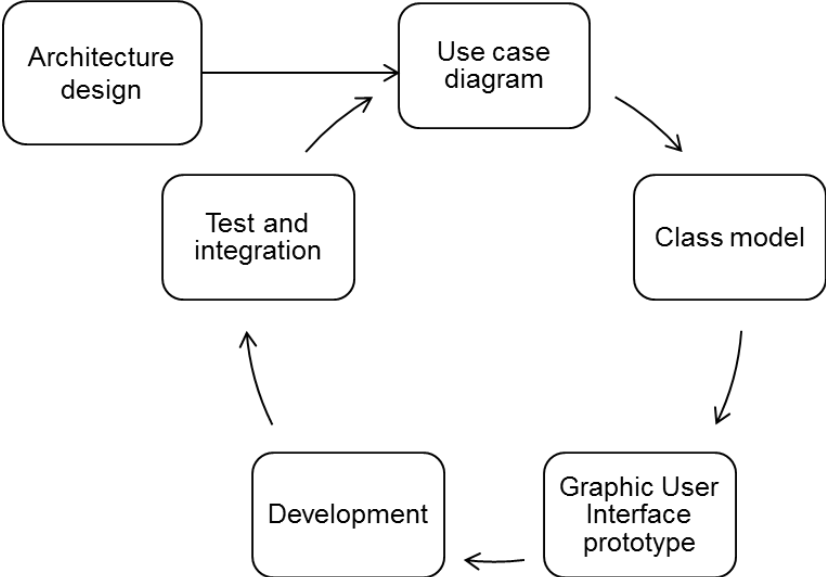 Architecture
design
Use case
diagram
Test and
integration
Class model
Development
Graphic User
Interface
prototype